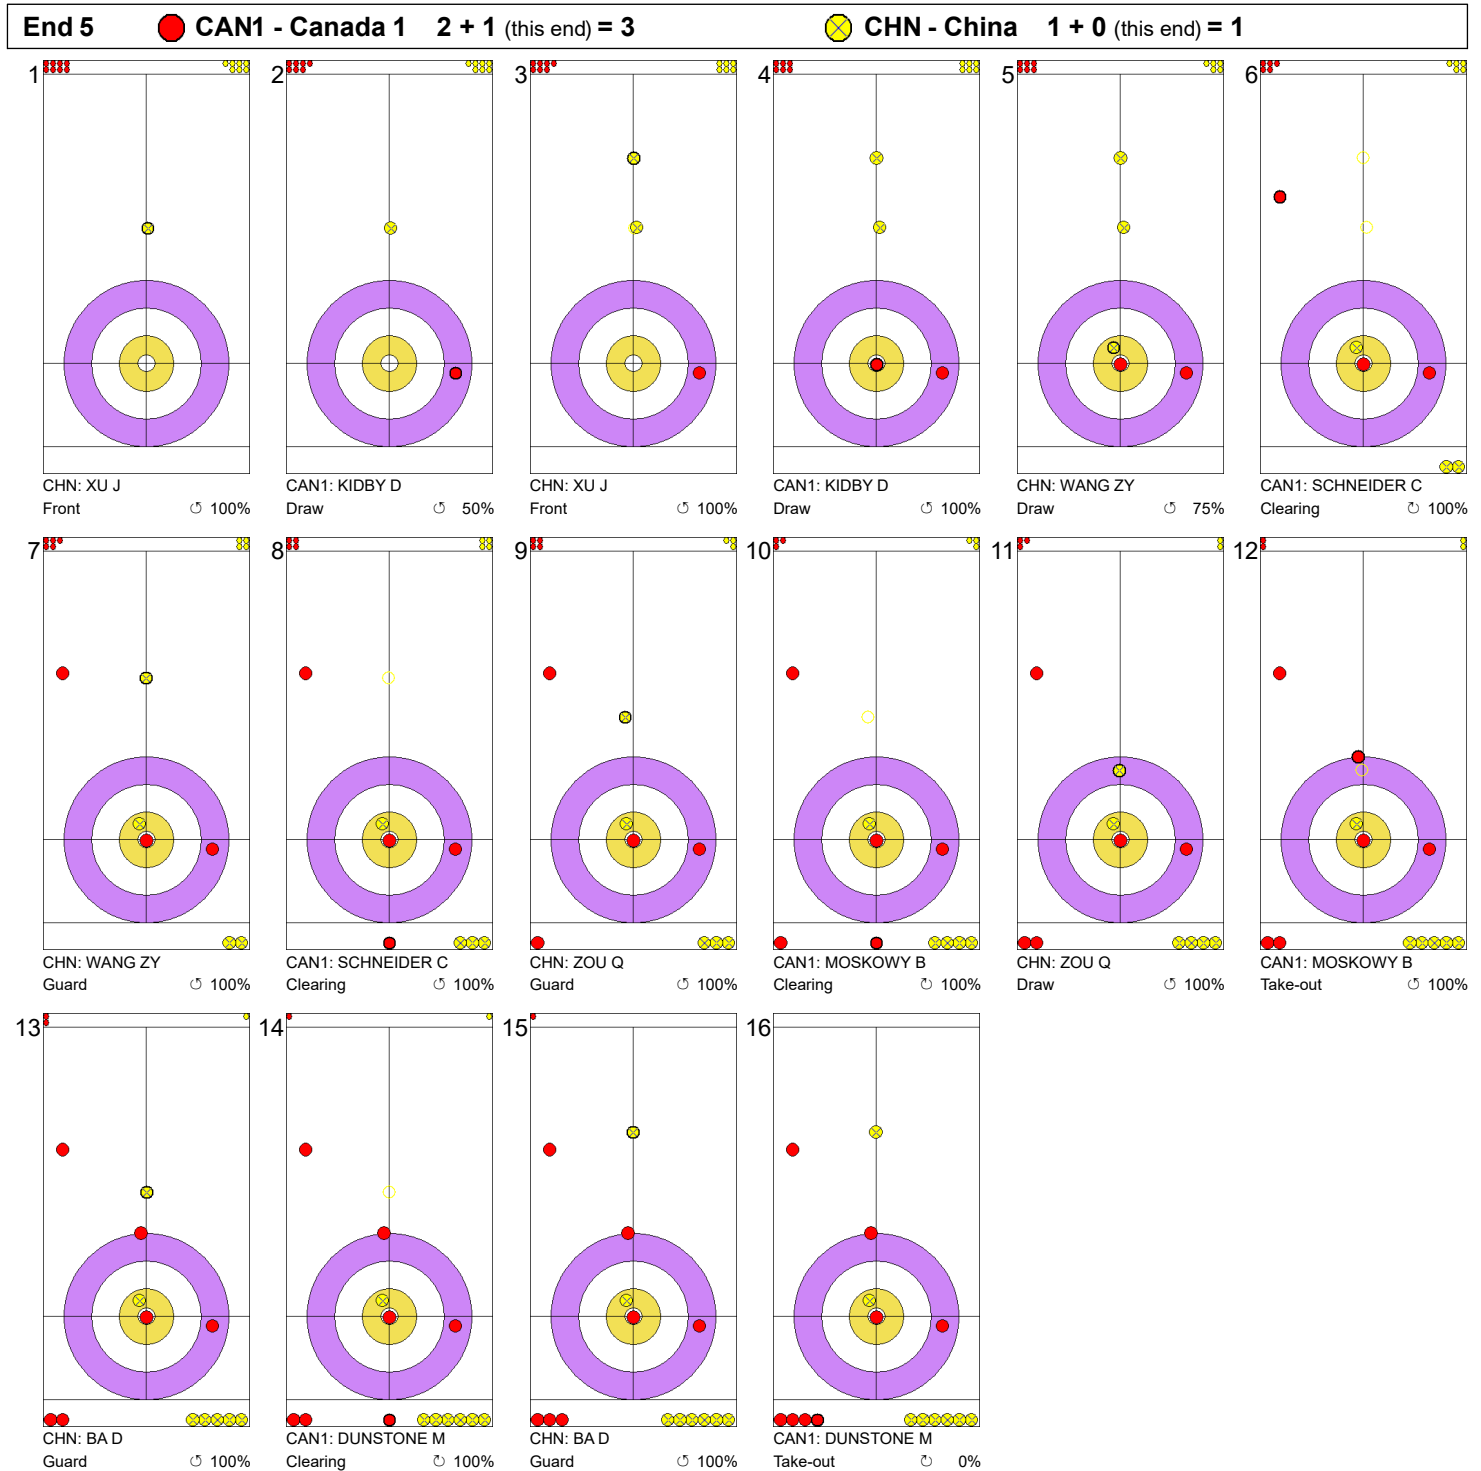 End 5 CAN1 - Canada 1 2 + 1 (this end) = 3 CHN - China 1 + 0 (this end) = 1
1 2 3 4 5 6
CHN: XU J CAN1: KIDBY D CHN: XU J CAN1: KIDBY D CHN: WANG ZY CAN1: SCHNEIDER C
Front ↺ 100% Draw ↺ 50% Front ↺ 100% Draw ↺ 100% Draw ↺ 75% Clearing ↻ 100%
7 8 9 10 11 12
CHN: WANG ZY CAN1: SCHNEIDER C CHN: ZOU Q CAN1: MOSKOWY B CHN: ZOU Q CAN1: MOSKOWY B
Guard ↺ 100% Clearing ↻ 100% Guard ↺ 100% Clearing ↻ 100% Draw ↺ 100% Take-out ↺ 100%
13 14 15 16
CHN: BA D CAN1: DUNSTONE M CHN: BA D CAN1: DUNSTONE M
Guard ↺ 100% Clearing ↻ 100% Guard ↺ 100% Take-out ↻ 0%